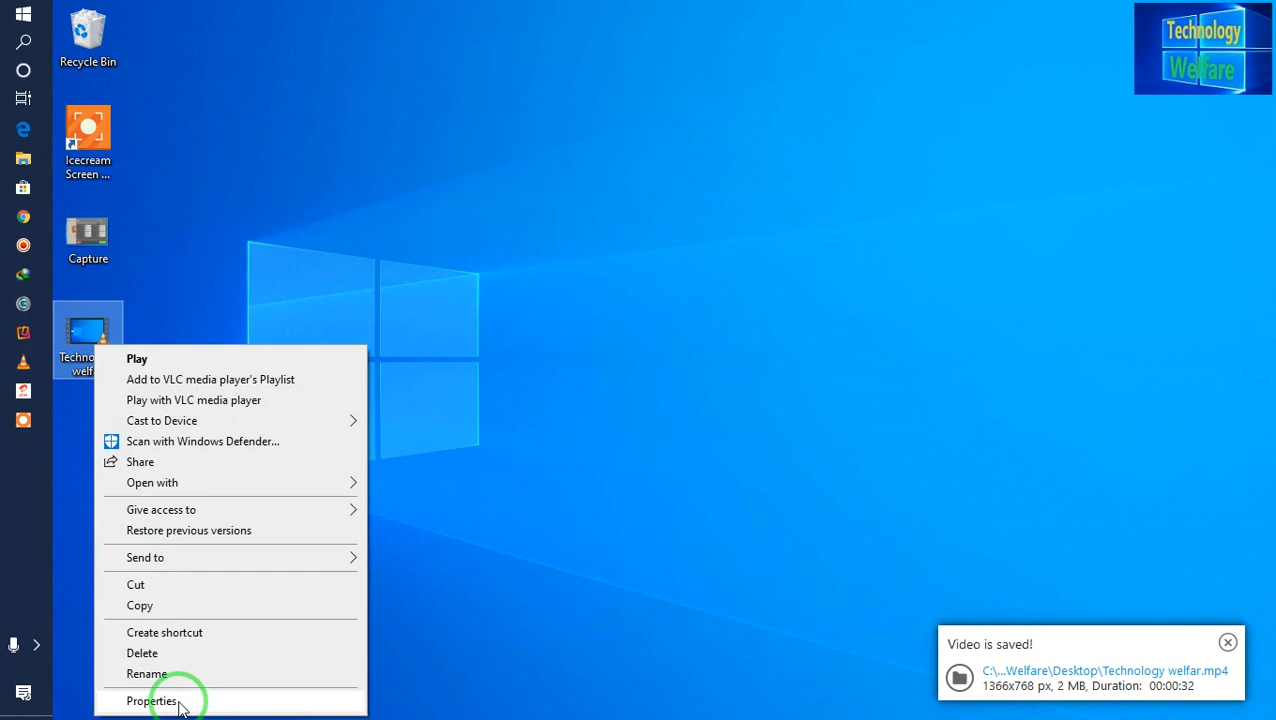 Recycle Bin
Icecream
Screen ...
Capture
Techno
welf
Play
Add to VLC media player's Playlist
Play with VLC media player
Cast to Device
Scan with Windows Defender...
Share
Open with
Give access to
Restore previous versions
Send to
Cut
Copy
Create shortcut
Delete
Rename
Properties
Technology
Welfare
Video is saved!
C:\...Welfare\Desktop\Technology welfar.mp4
1366x768 px, 2 MB, Duration: 00:00:32